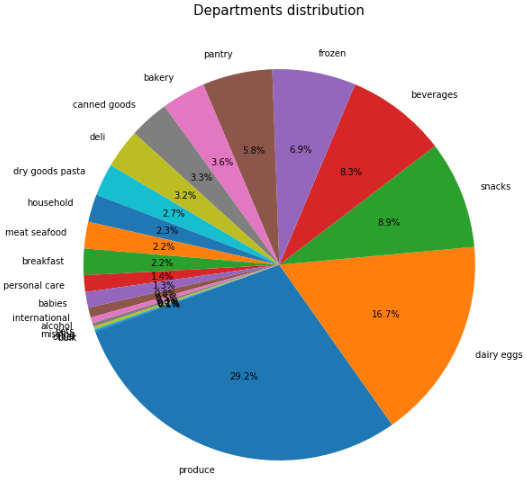 Departments distribution
pantry
frozen
bakery
beverages
canned goods
deli
snacks
dry goods pasta
household
meat seafood
breakfast
personal care
babies
international
alcohol
bulk
dairy eggs
produce
5.8%
6.9%
3.6%
8.3%
3.3%
3.2%
8.9%
2.7%
2.3%
2.2%
2.2%
1.4%
1.3%
16.7%
29.2%